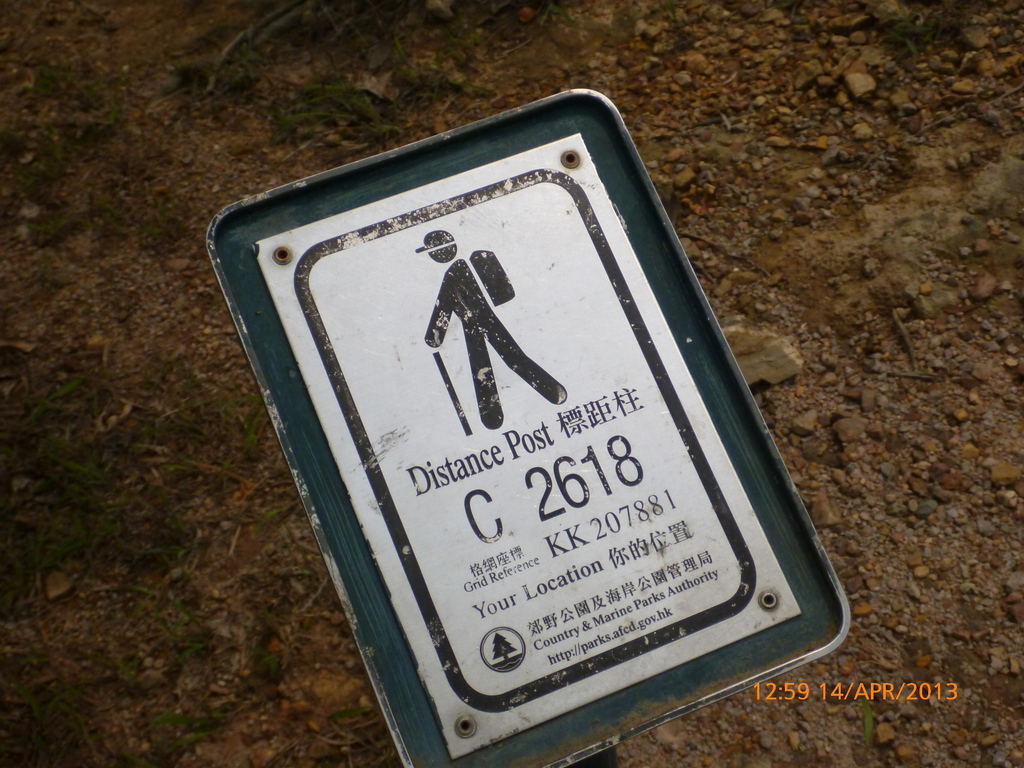 Distance Post 標距柱
C 2618
格網座標
Grid Reference KK 207881
Your Location 你的位置
郊野公園及海岸公園管理局
Country & Marine Parks Authority
http://parks.afcd.gov.hk
12:59 14/APR/2013